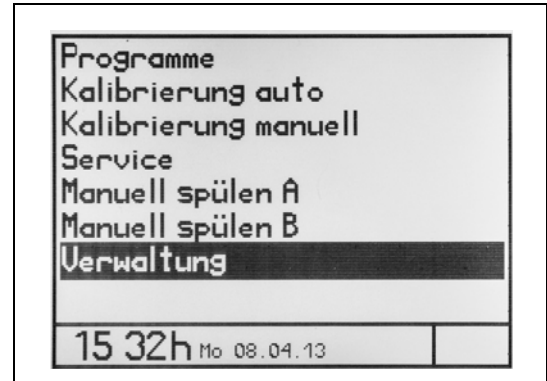 Programme
Kalibrierung auto
Kalibrierung manuell
Service
Manuell spülen A
Manuell spülen B
Verwaltung
15 32h Mo 08.04.13